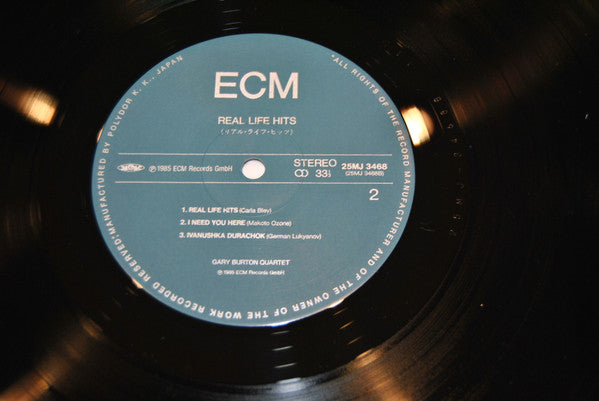 ECM
REAL LIFE HITS
(リアル・ライフ・ヒッツ)
℗ 1985 ECM Records GmbH
STEREO
33⅓
25MJ 3468
(25MJ 3468B)
2
1. REAL LIFE HITS (Carla Bley)
2. I NEED YOU HERE (Makoto Ozone)
3. IVANUSHKA DURACHOK (German Lukyanov)
GARY BURTON QUARTET
℗ 1985 ECM Records GmbH
*ALL RIGHTS OF THE RECORD MANUFACTURER AND OF THE OWNER OF THE WORK RECORDED RESERVED*MANUFACTURED BY POLYDOR K. K., JAPAN